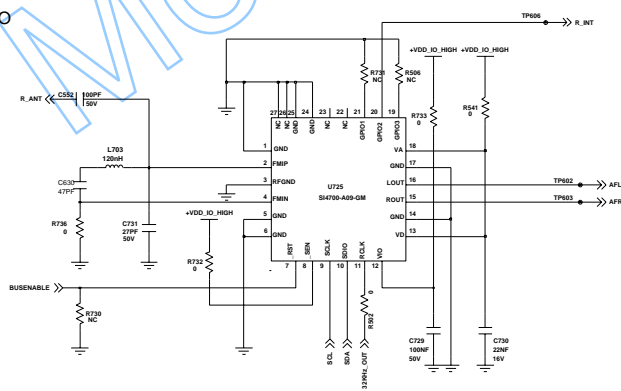 O
TP606
R_INT
+VDD_IO_HIGH +VDD_IO_HIGH
R731
NC
R506
NC
R_ANT
C552
100PF
50V
R733
0
R541
0
27 26 25 24 23 22 21 20 19
NC
NC
GND
GND
NC
NC
GPIO1
GPIO2
GPIO3
L703
120nH
1 GND
2 FMIP
3 RFGND
4 FMIN
5 GND
6 GND
U725
SI4700-A09-GM
VA 18
GND 17
LOUT 16
ROUT 15
GND 14
VD 13
TP602
AFL
TP603
AFR
C630
47PF
R736
0
C731
27PF
50V
+VDD_IO_HIGH
R732
0
_RST
_SEN
SCLK
SDIO
RCLK
VIO
7 8 9 10 11 12
BUSENABLE
R730
NC
R502
0
SCL
SDA
32KHz_OUT
C729
100NF
50V
C730
22NF
16V